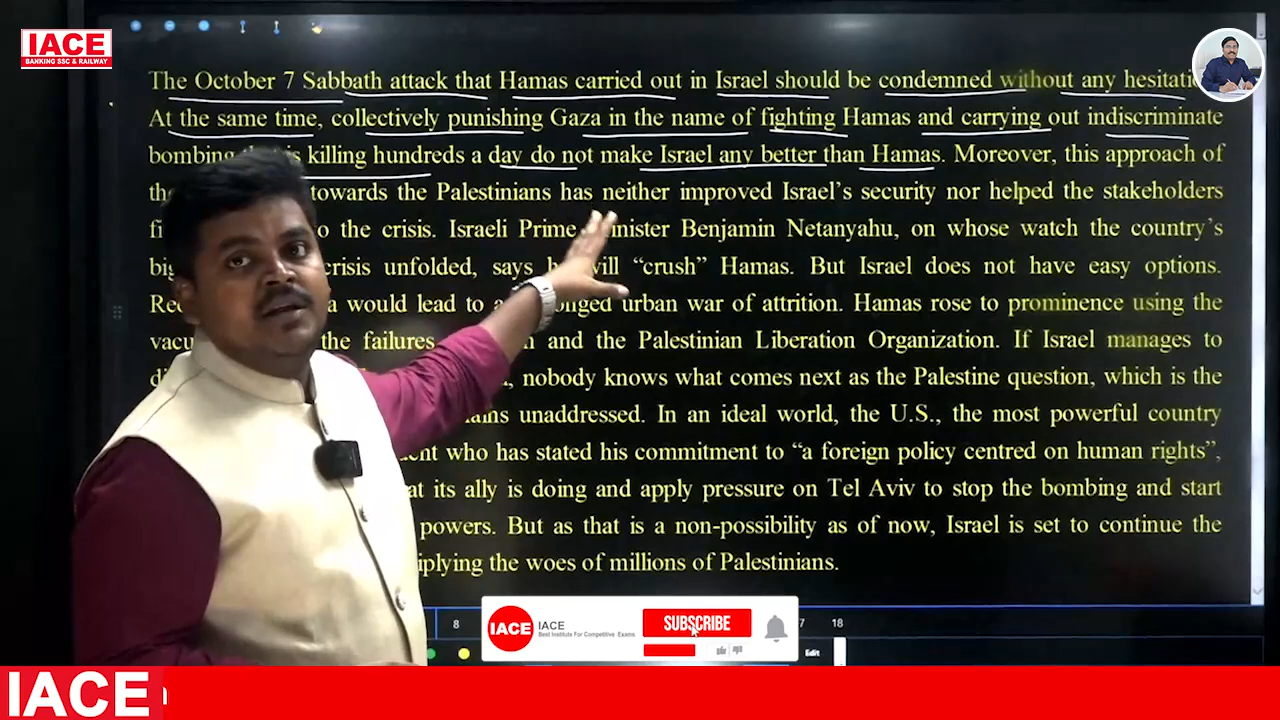 IACE
BANKING SSC & RAILWAY
The October 7 Sabbath attack that Hamas carried out in Israel should be condemned without any
At the same time, collectively punishing Gaza in the name of fighting Hamas and carrying out indiscriminate
bombing killing hundreds a day do not make Israel any better than Hamas. Moreover, this approach of
towards the Palestinians has neither improved Israel's security nor helped the stakeholders
the crisis. Israeli Prime Benjamin Netanyahu, on whose watch the country's
crisis unfolded, says "crush" Hamas. But Israel does not have easy options.
would lead to urban war of attrition. Hamas rose to prominence using the
the failures and the Palestinian Liberation Organization. If Israel manages to
nobody knows what comes next as the Palestine question, which is the
unaddressed. In an ideal world, the U.S., the most powerful country
who has stated his commitment to "a foreign policy centred on human rights",
its ally is doing and apply pressure on Tel Aviv to stop the bombing and start
powers. But as that is a non-possibility as of now, Israel is set to continue the
the woes of millions of Palestinians.
8
18
IACE
IACE
Best Institute For Competitive Exams
SUBSCRIBE
Edit
IACE